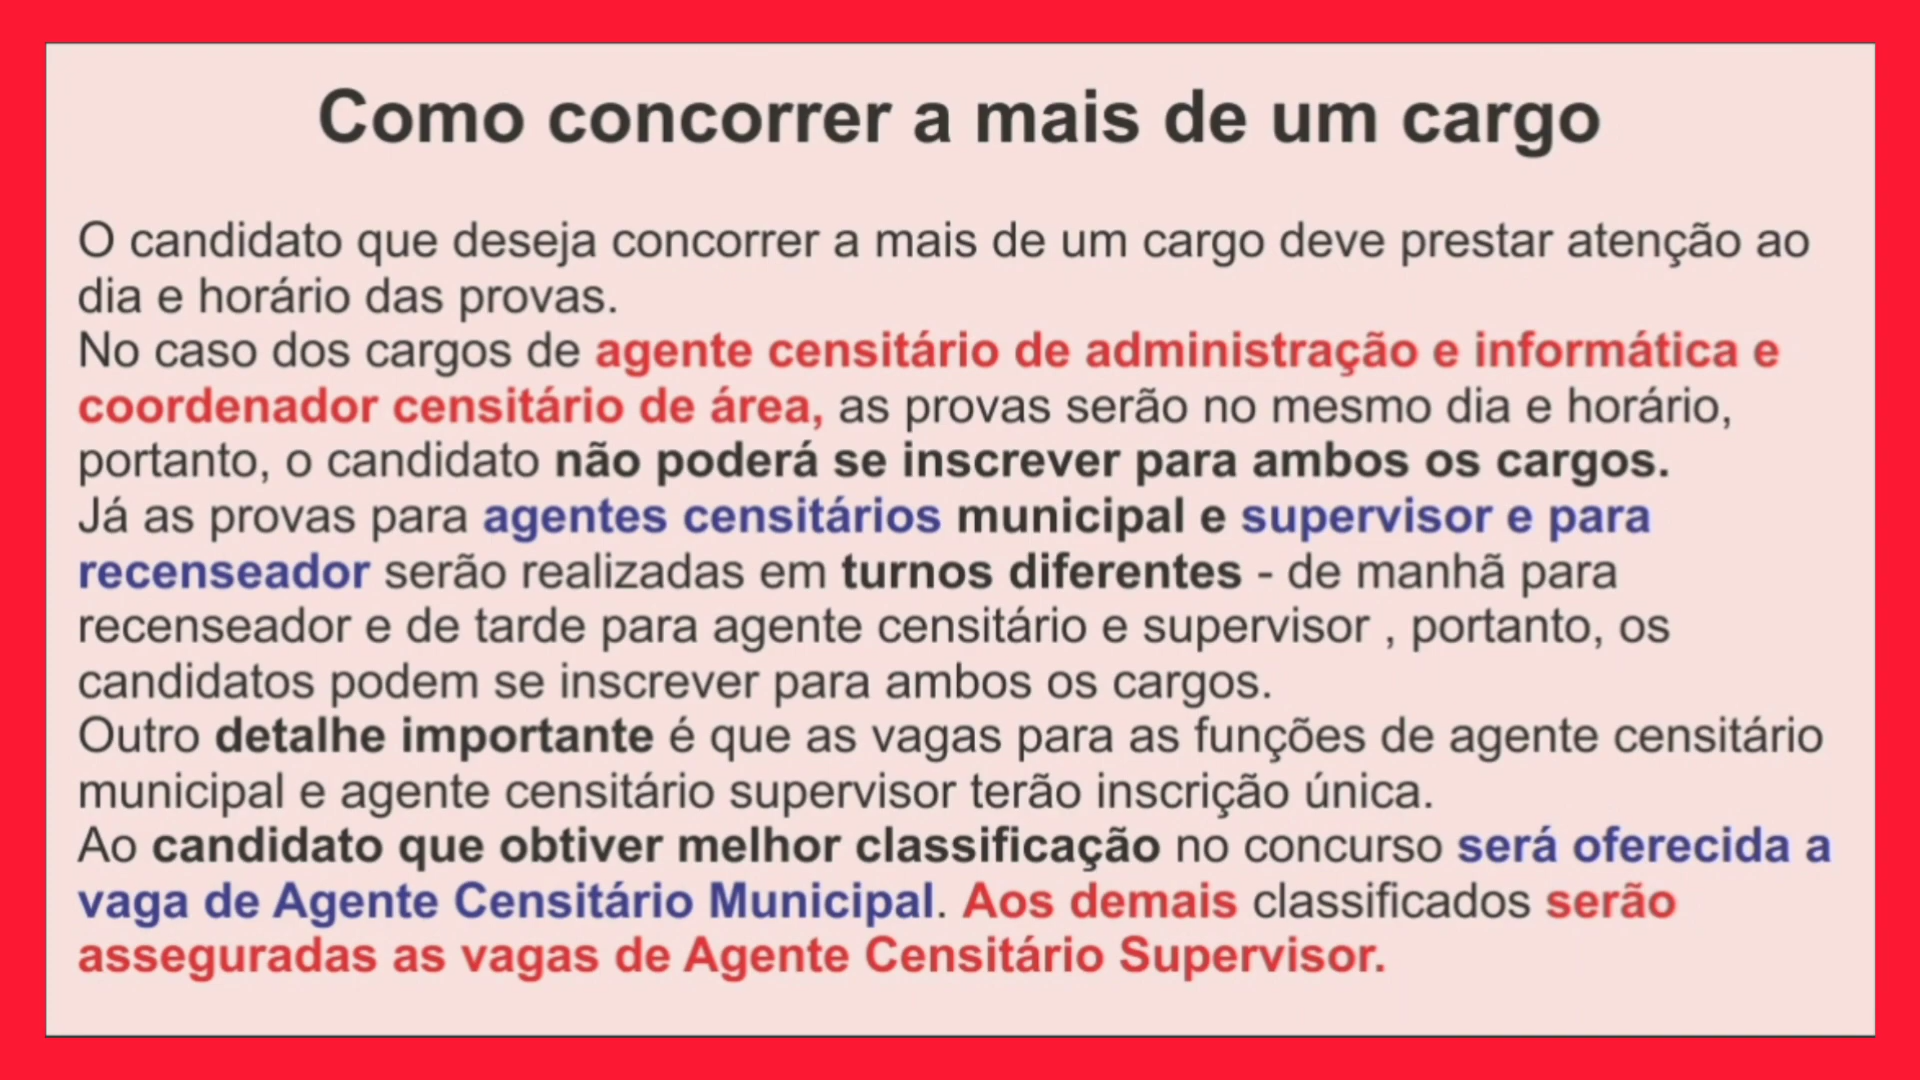 Como concorrer a mais de um cargo
O candidato que deseja concorrer a mais de um cargo deve prestar atenção ao
dia e horário das provas.
No caso dos cargos de agente censitário de administração e informática e
coordenador censitário de área, as provas serão no mesmo dia e horário,
portanto, o candidato não poderá se inscrever para ambos os cargos.
Já as provas para agentes censitários municipal e supervisor e para
recenseador serão realizadas em turnos diferentes - de manhã para
recenseador e de tarde para agente censitário e supervisor , portanto, os
candidatos podem se inscrever para ambos os cargos.
Outro detalhe importante é que as vagas para as funções de agente censitário
municipal e agente censitário supervisor terão inscrição única.
Ao candidato que obtiver melhor classificação no concurso será oferecida a
vaga de Agente Censitário Municipal. Aos demais classificados serão
asseguradas as vagas de Agente Censitário Supervisor.